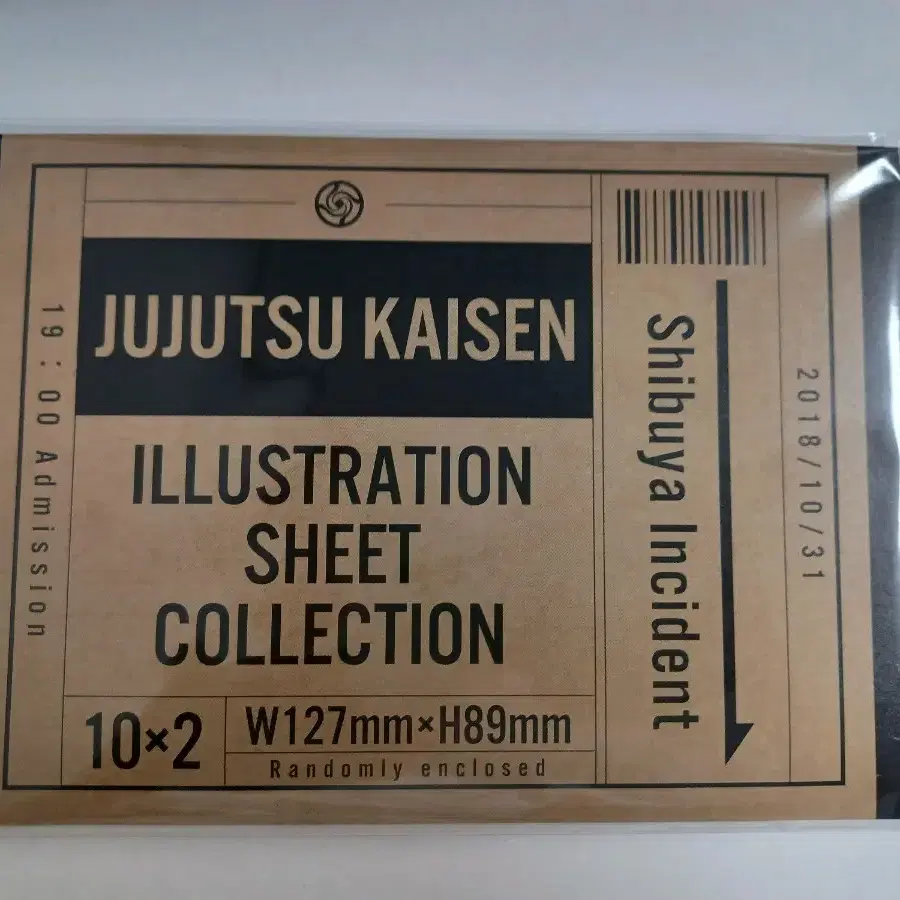 19:00 Admission
JUJUTSU KAISEN
ILLUSTRATION
SHEET
COLLECTION
10×2
W127mm×H89mm
Randomly enclosed
Shibuya Incident
2018/10/31